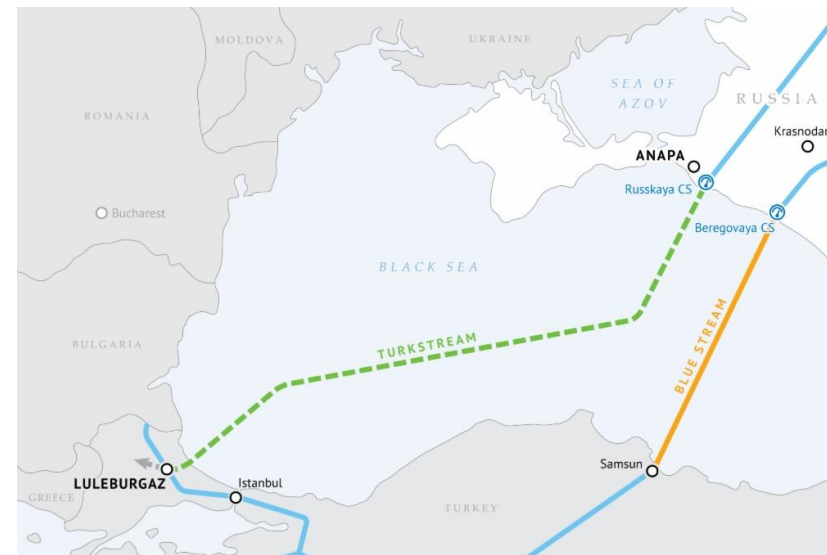 MOLDOVA
UKRAINE
SEA OF
AZOV
RUSSIA
ROMANIA
Krasnodar
ANAPA
Russkaya CS
Bucharest
Beregovaya CS
BLACK SEA
TURKSTREAM
BLUE STREAM
BULGARIA
Samsun
LULEBURGAZ
Istanbul
GREECE
TURKEY